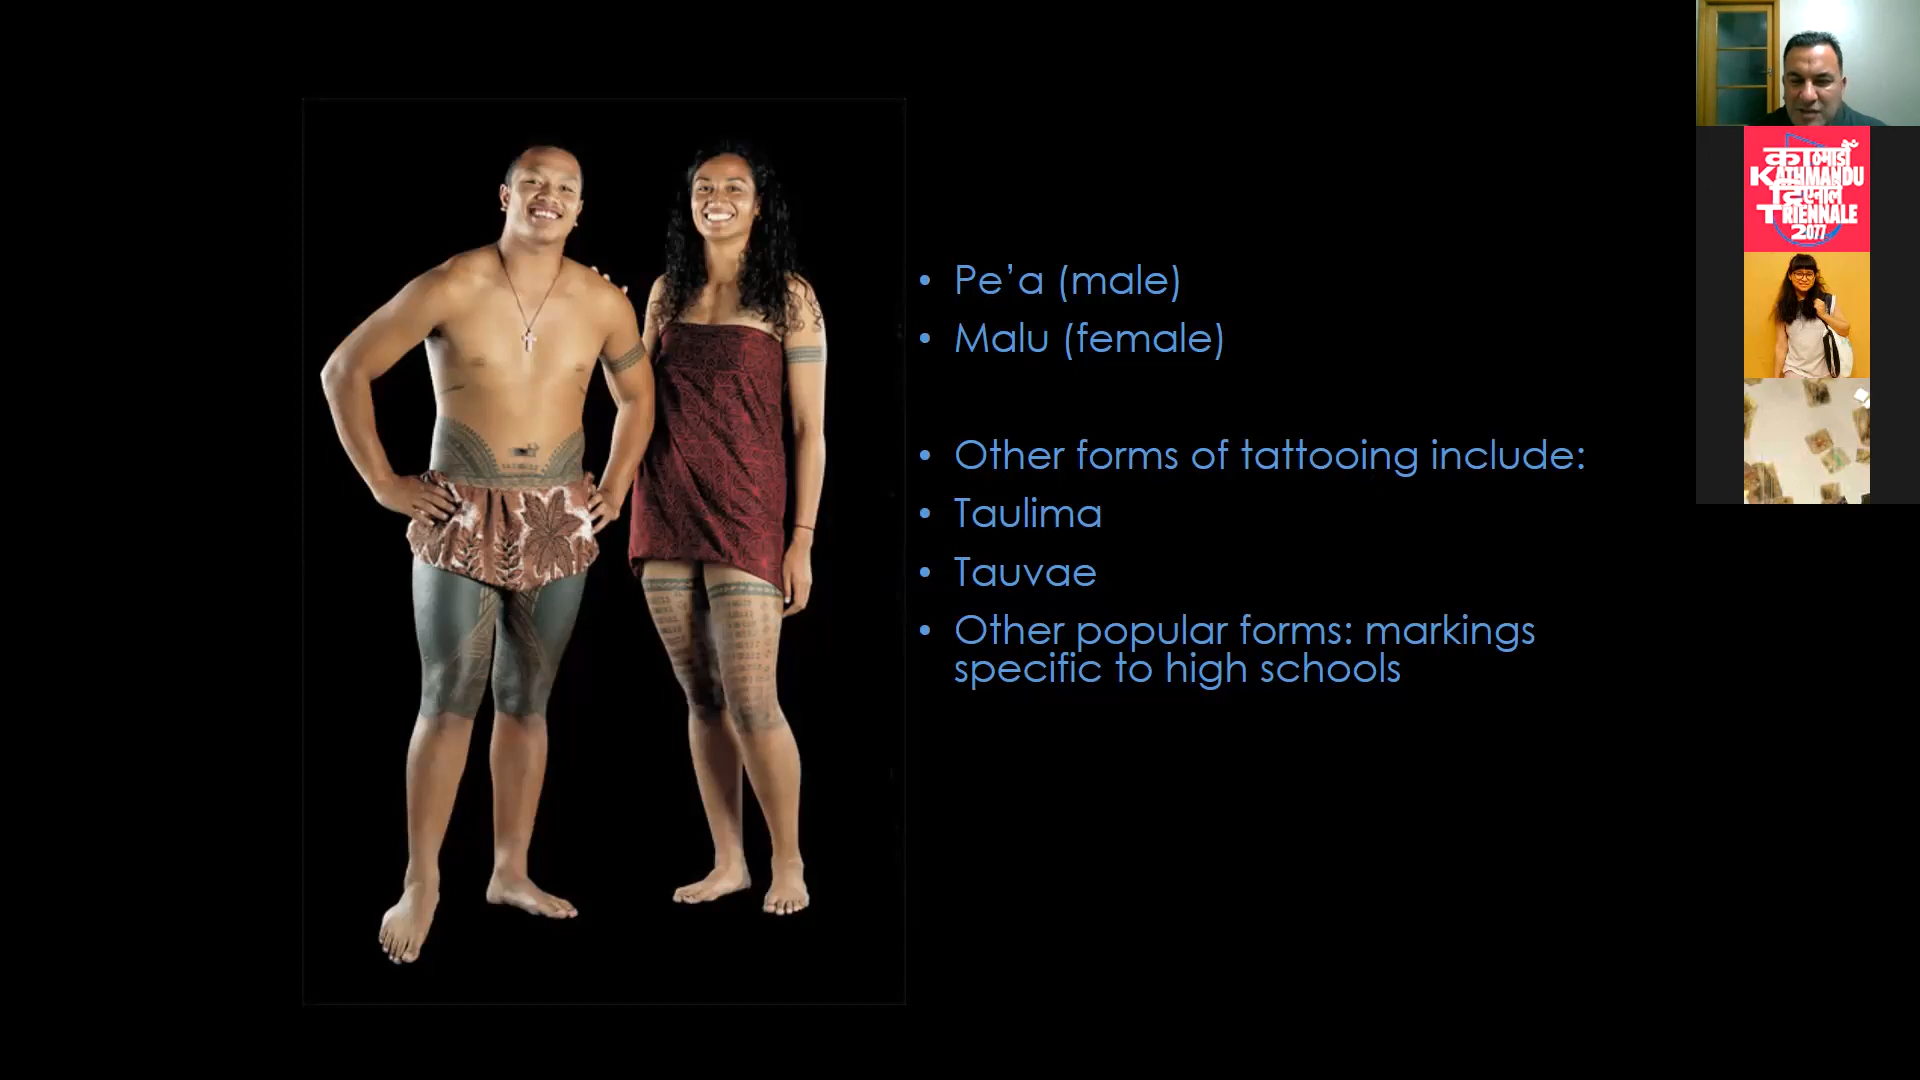 • Pe’a (male)
• Malu (female)
• Other forms of tattooing include:
• Taulima
• Tauvae
• Other popular forms: markings
specific to high schools
काठमाडौँ
KATHMANDU
TRIENNALE
2077